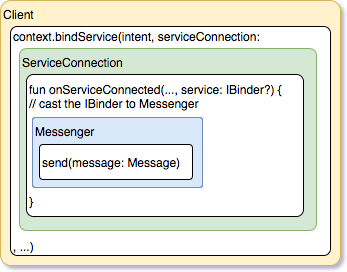 Client
context.bindService(intent, serviceConnection:
ServiceConnection
fun onServiceConnected(..., service: IBinder?) {
// cast the IBinder to Messenger
Messenger
send(message: Message)
}
, ...)